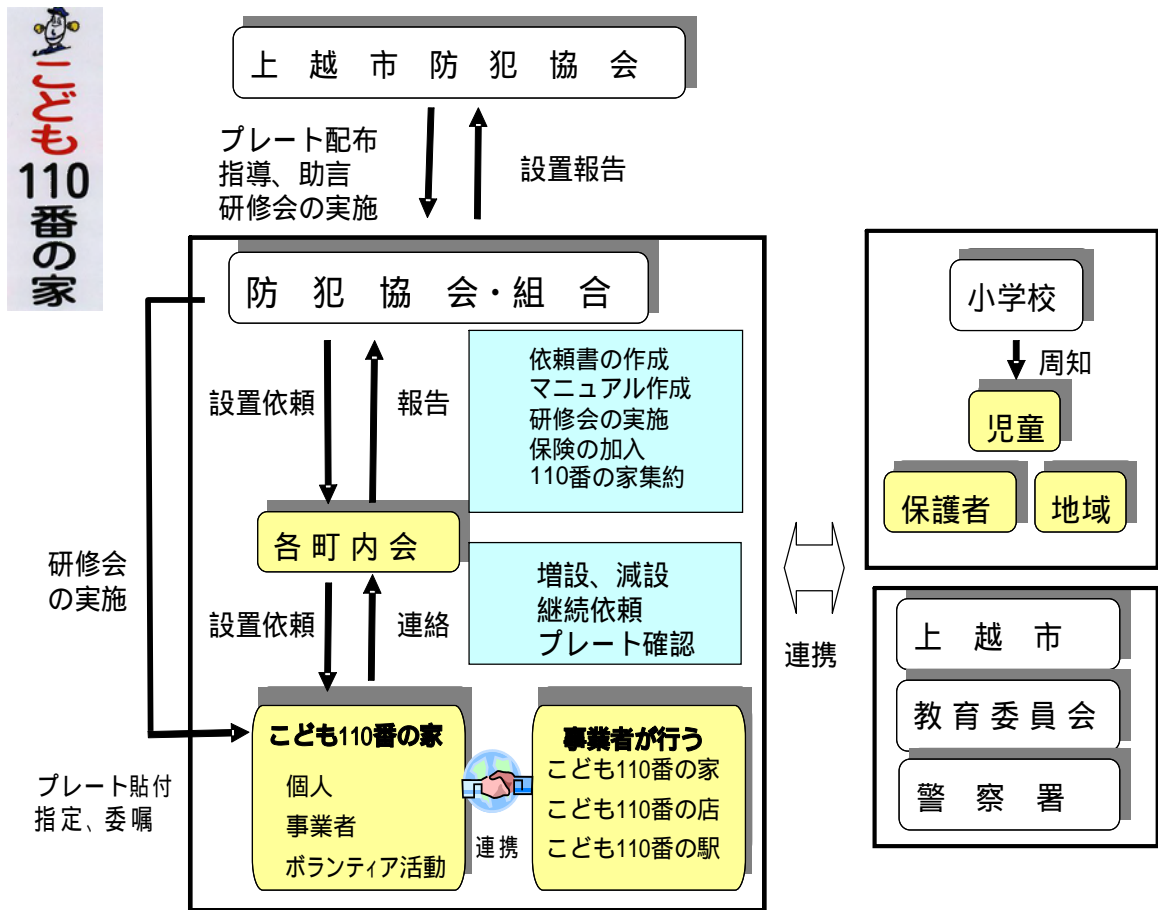 こども110番の家
上越市防犯協会
プレート配布
指導、助言
研修会の実施
設置報告
防犯協会・組合
設置依頼
報告
依頼書の作成
マニュアル作成
研修会の実施
保険の加入
110番の家集約
各町内会
研修会
の実施
設置依頼
連絡
増設、減設
継続依頼
プレート確認
こども110番の家
個人
事業者
ボランティア活動
プレート貼付
指定、委嘱
連携
事業者が行う
こども110番の家
こども110番の店
こども110番の駅
連携
小学校
周知
児童
保護者
地域
上越市
教育委員会
警察署